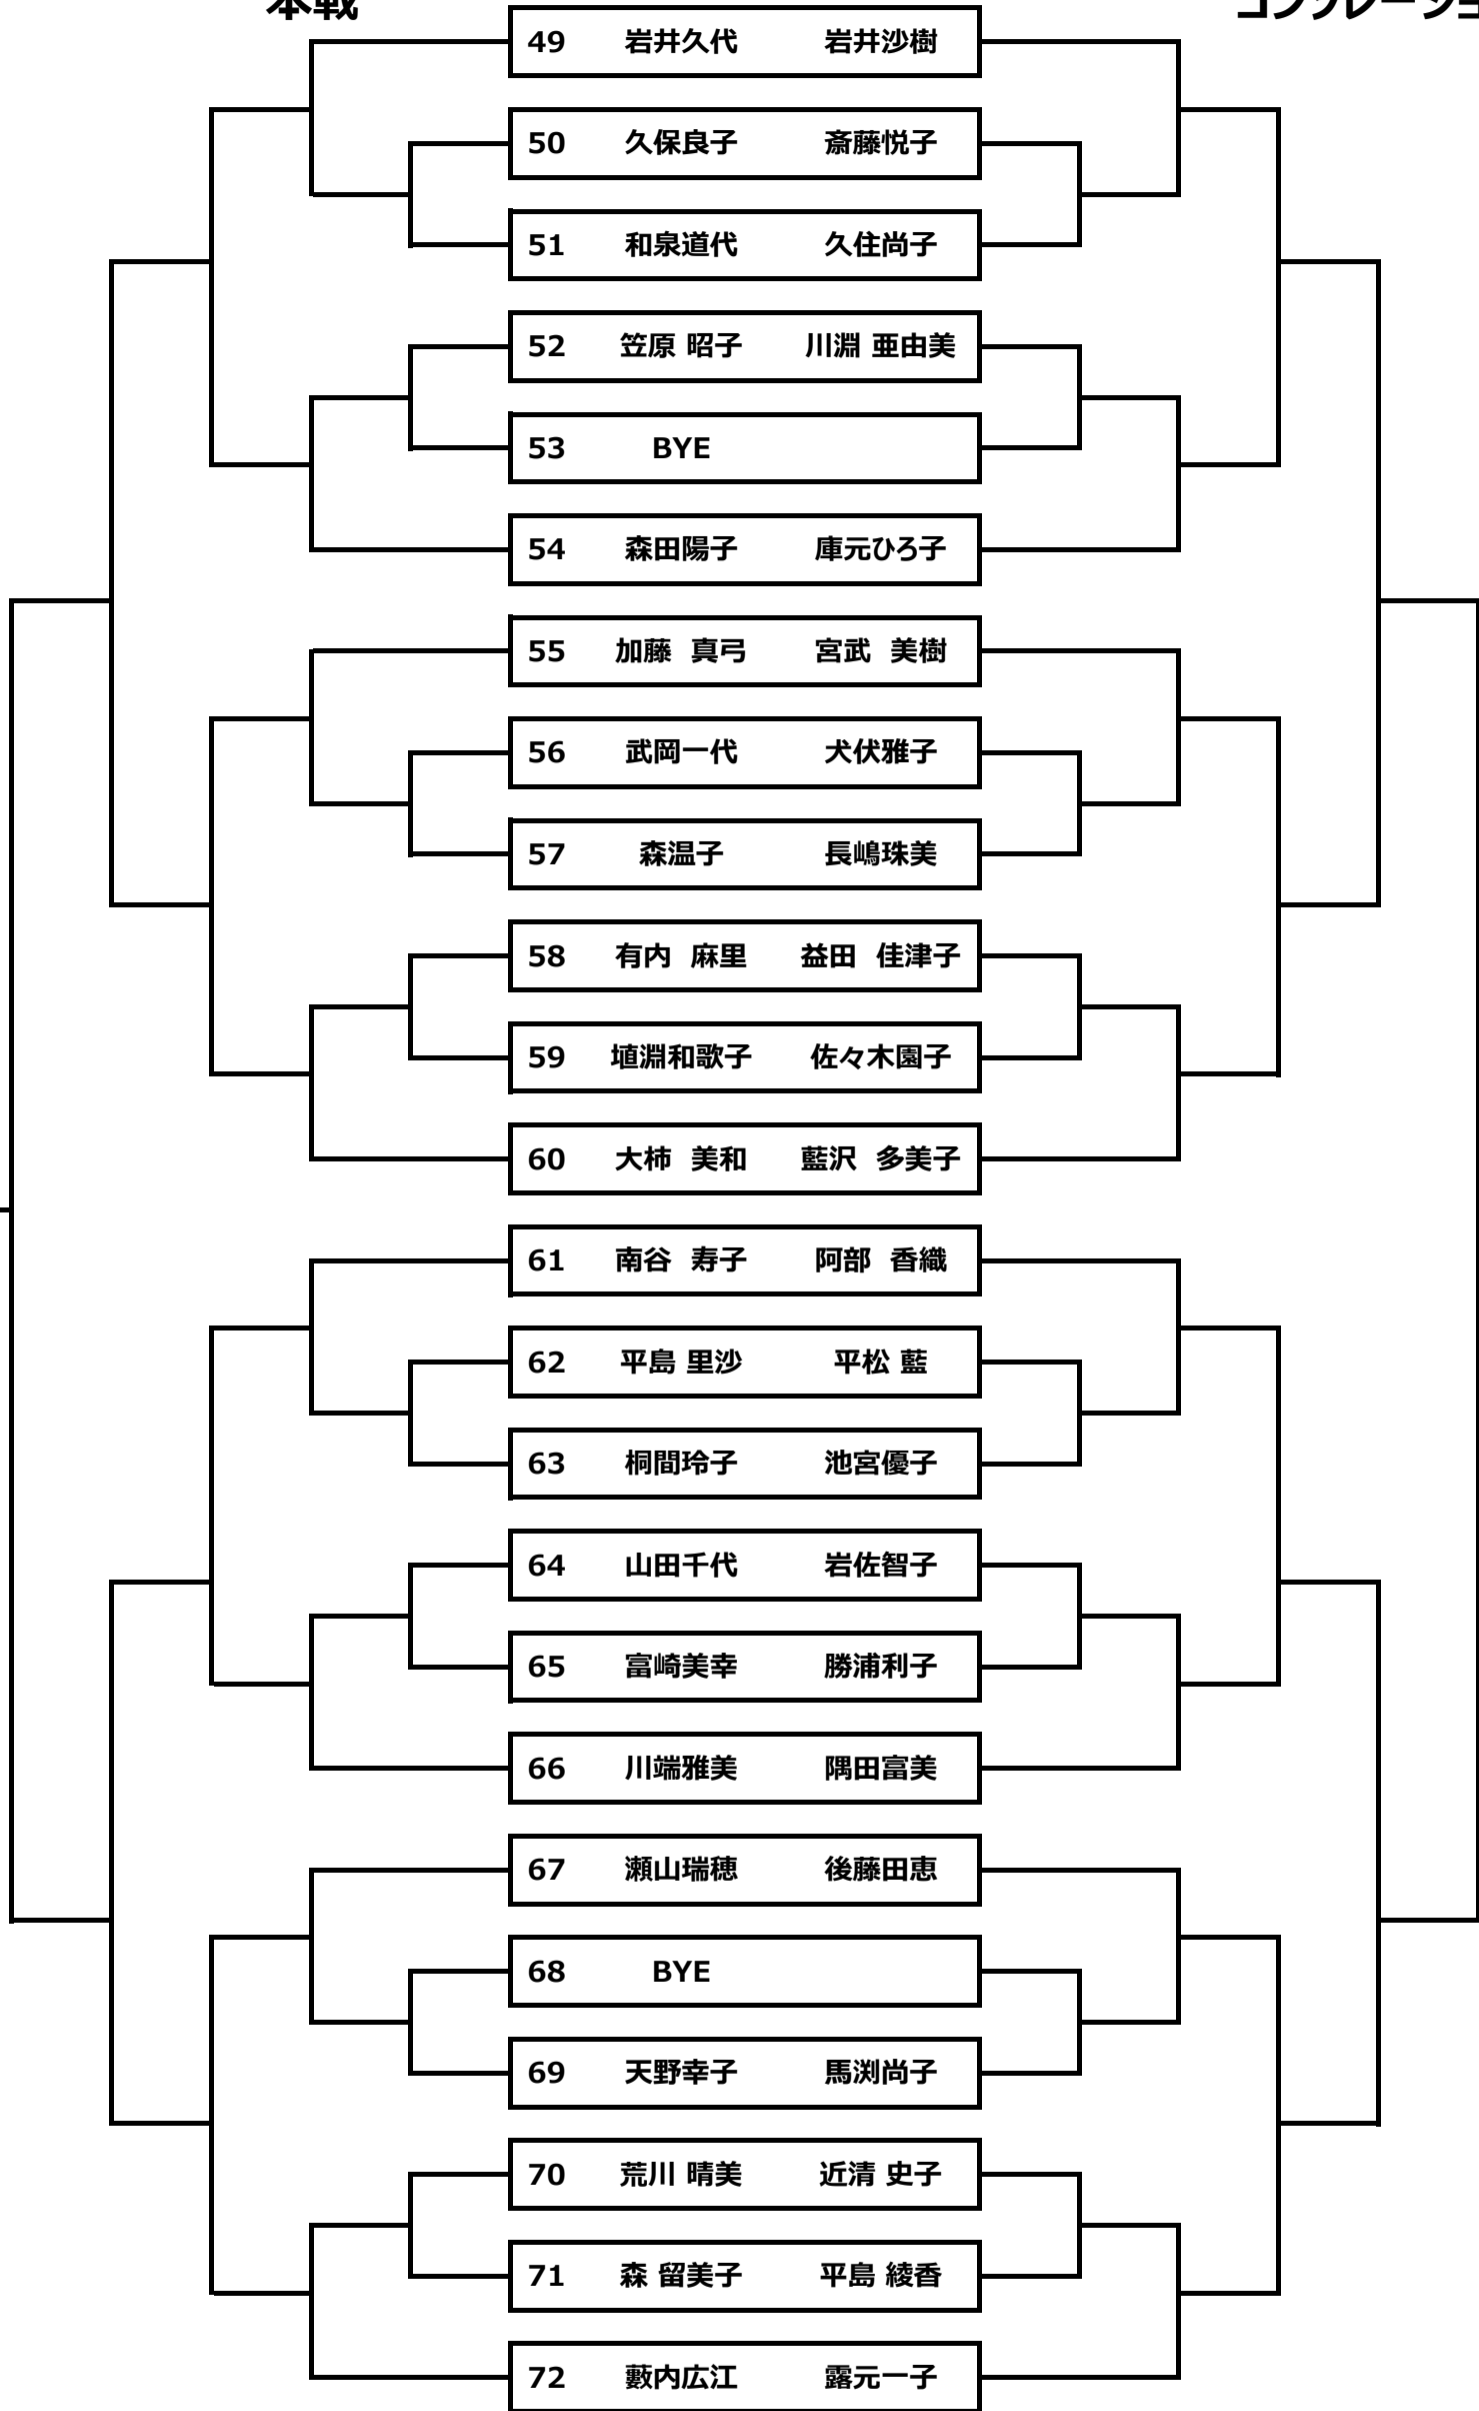 本戦 コンソレーショ
49 岩井久代 岩井沙樹
50 久保良子 斎藤悦子
51 和泉道代 久住尚子
52 笠原 昭子 川淵 亜由美
53 BYE
54 森田陽子 庫元ひろ子
55 加藤 真弓 宮武 美樹
56 武岡一代 犬伏雅子
57 森温子 長嶋珠美
58 有内 麻里 益田 佳津子
59 埴淵和歌子 佐々木園子
60 大柿 美和 藍沢 多美子
61 南谷 寿子 阿部 香織
62 平島 里沙 平松 藍
63 桐間玲子 池宮優子
64 山田千代 岩佐智子
65 富崎美幸 勝浦利子
66 川端雅美 隅田富美
67 瀬山瑞穂 後藤田恵
68 BYE
69 天野幸子 馬渕尚子
70 荒川 晴美 近清 史子
71 森 留美子 平島 綾香
72 藪内広江 露元一子